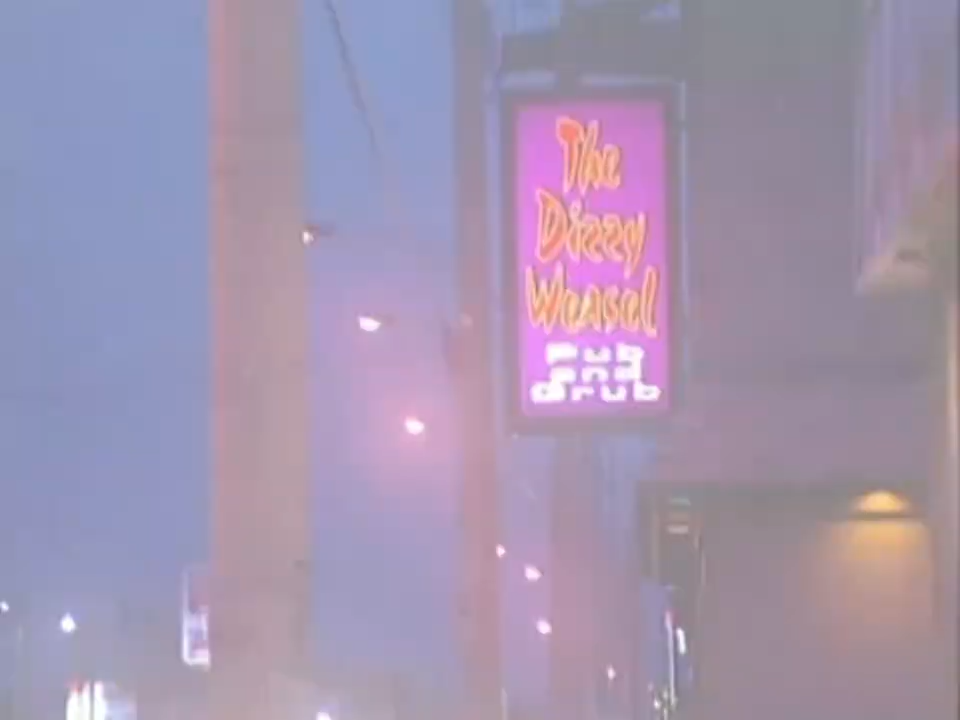 The
Dizzy
Weasel
Pub
and
Grub